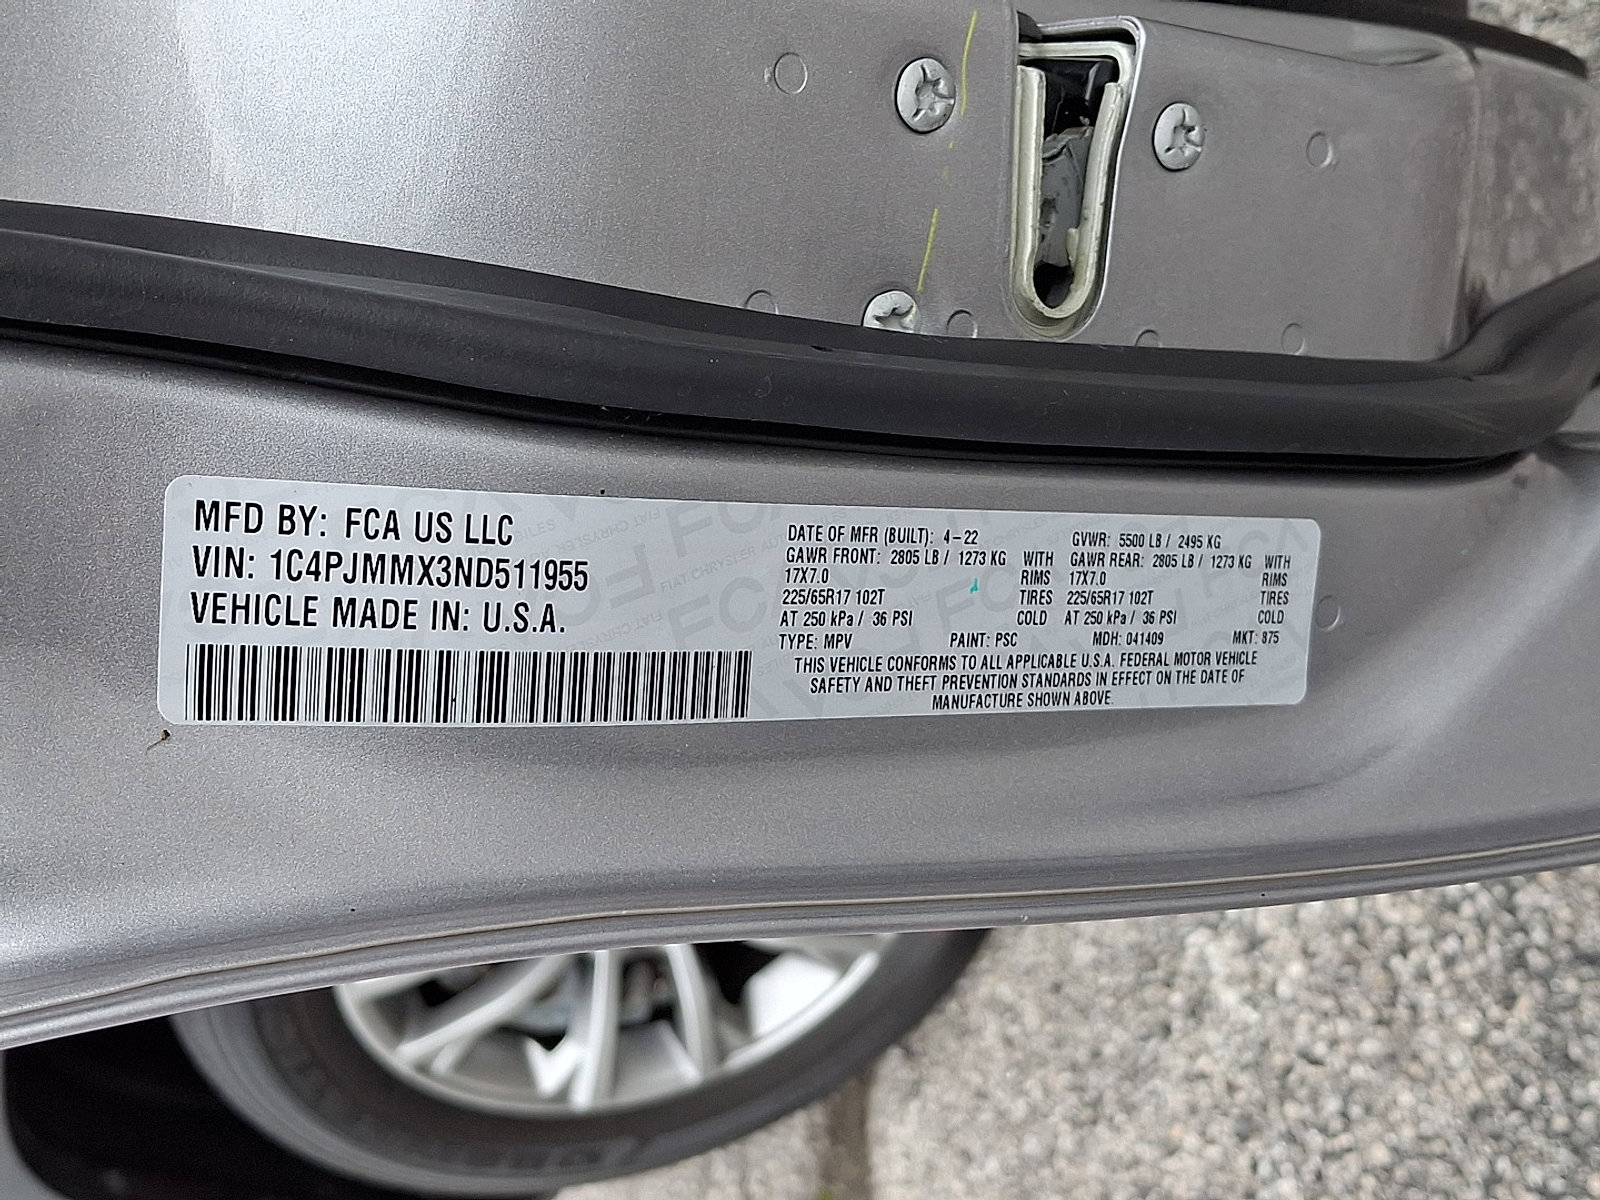 MFD BY: FCA US LLC
VIN: 1C4PJMMX3ND511955
VEHICLE MADE IN: U.S.A.
DATE OF MFR (BUILT): 4-22 GVWR: 5500 LB / 2495 KG
GAWR FRONT: 2805 LB / 1273 KG WITH GAWR REAR: 2805 LB / 1273 KG WITH
17X7.0 RIMS 17X7.0 RIMS
225/65R17 102T TIRES 225/65R17 102T TIRES
AT 250 kPa / 36 PSI COLD AT 250 kPa / 36 PSI COLD
TYPE: MPV PAINT: PSC MDH: 041409 MKT: 875
THIS VEHICLE CONFORMS TO ALL APPLICABLE U.S.A. FEDERAL MOTOR VEHICLE
SAFETY AND THEFT PREVENTION STANDARDS IN EFFECT ON THE DATE OF
MANUFACTURE SHOWN ABOVE.